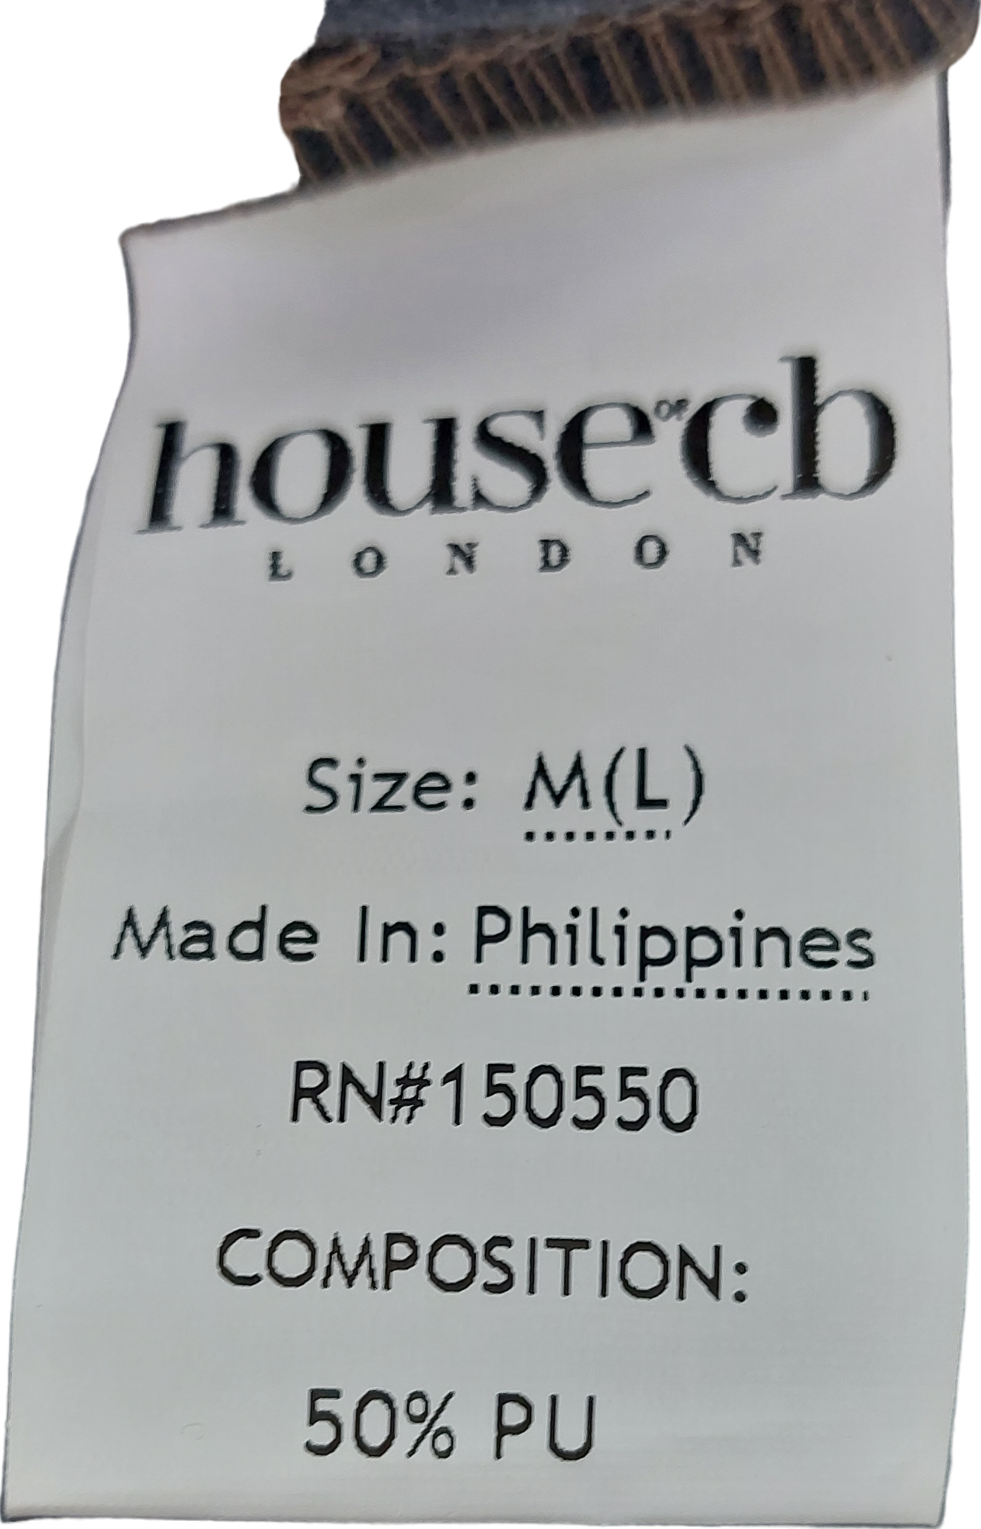 house OF cb
LONDON
Size: M(L)
Made In: Philippines
RN#150550
COMPOSITION:
50% PU